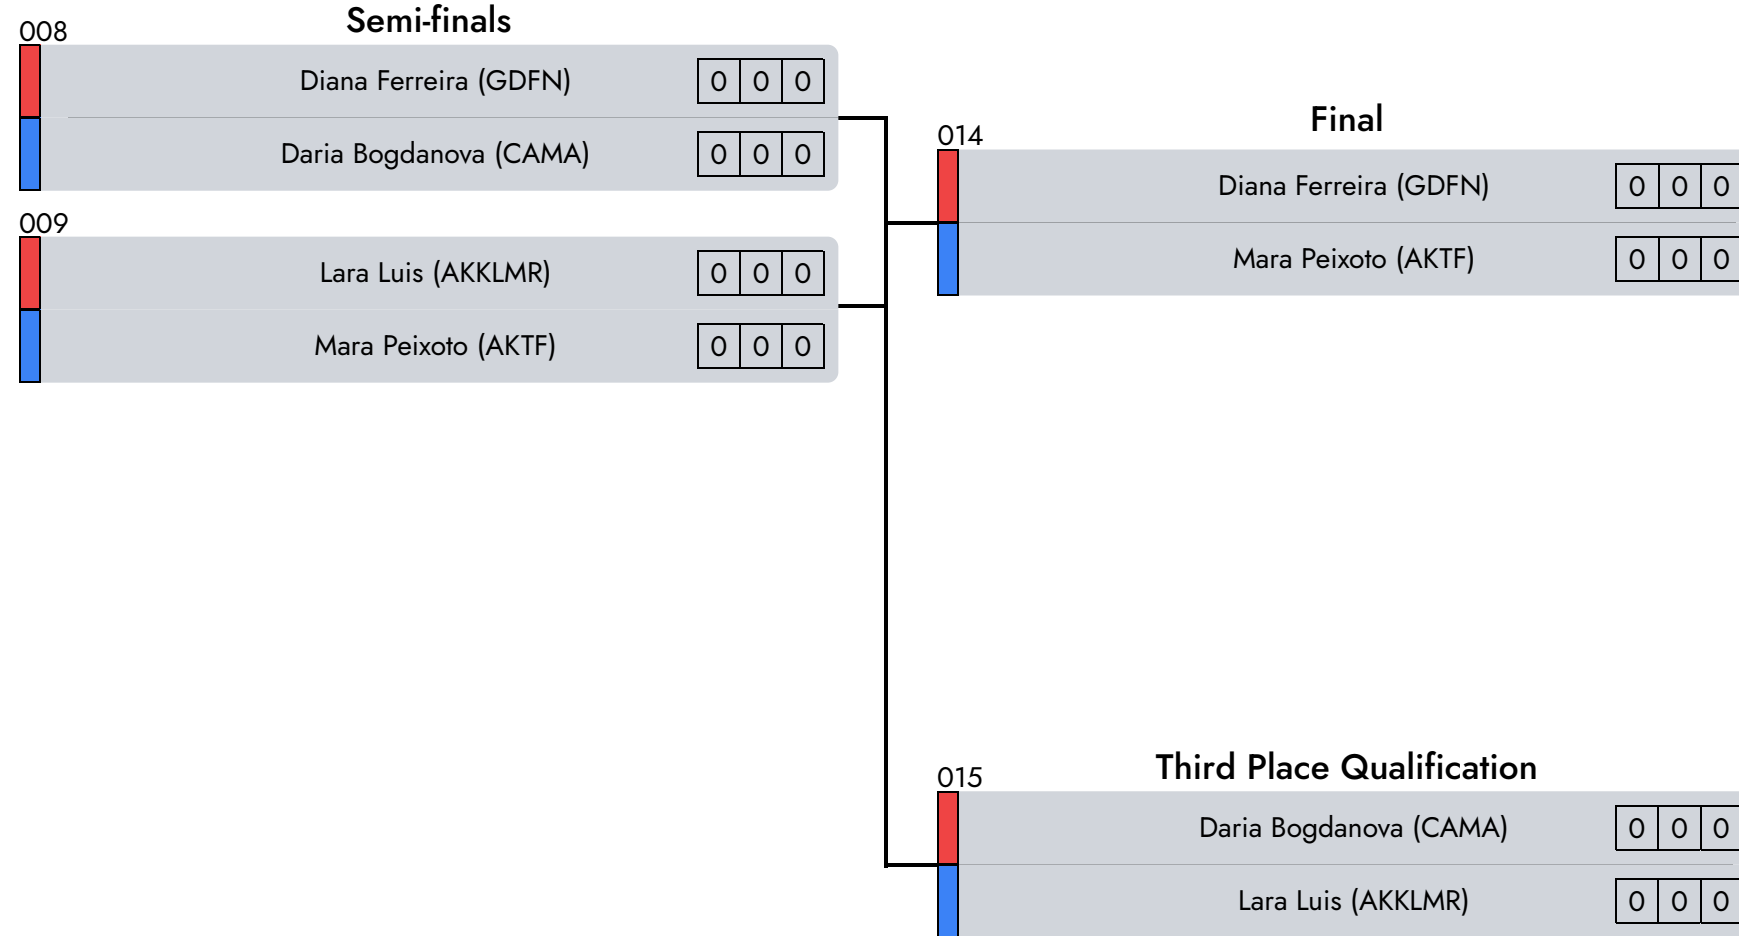 Semi-finals
008
Diana Ferreira (GDFN) 0 0 0
Daria Bogdanova (CAMA) 0 0 0
009
Lara Luis (AKKLMR) 0 0 0
Mara Peixoto (AKTF) 0 0 0
Final
014
Diana Ferreira (GDFN) 0 0 0
Mara Peixoto (AKTF) 0 0 0
Third Place Qualification
015
Daria Bogdanova (CAMA) 0 0 0
Lara Luis (AKKLMR) 0 0 0